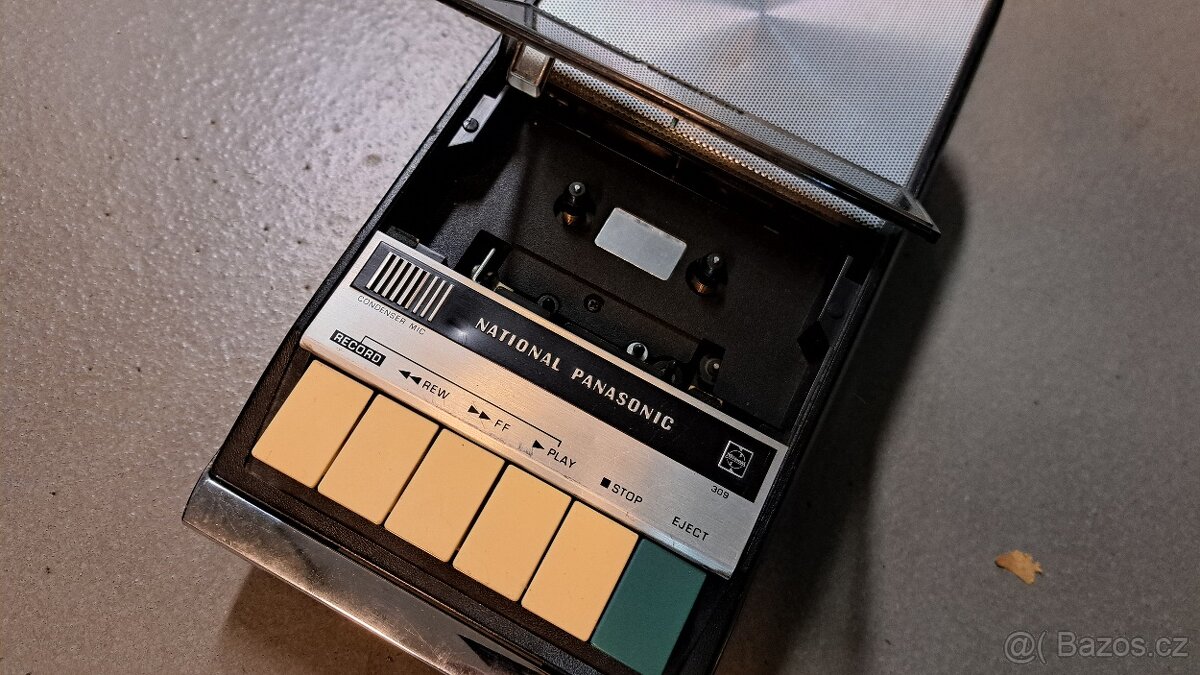 CONDENSER MIC
NATIONAL PANASONIC
RECORD
REW
FF
PLAY
STOP
309
EJECT
@( Bazos.cz